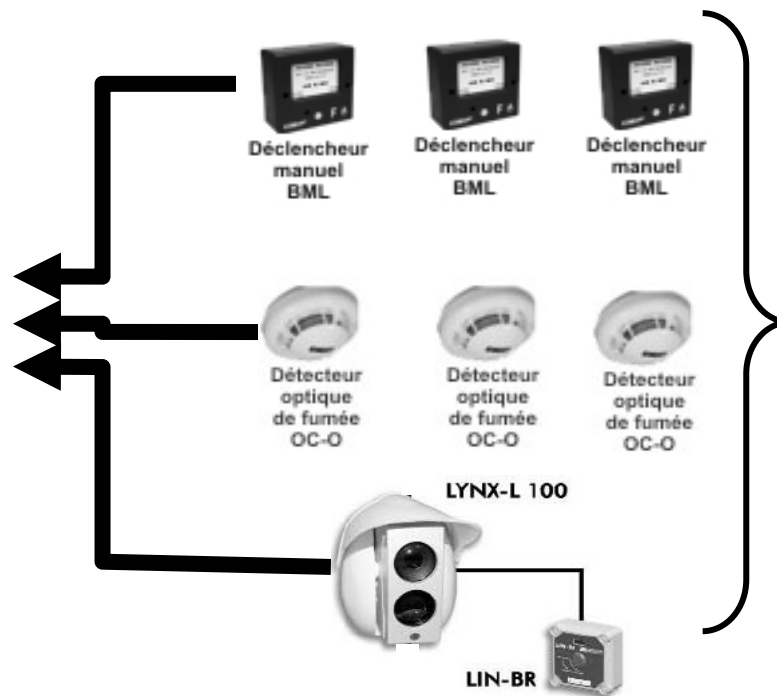 Déclencheur
manuel
BML
Déclencheur
manuel
BML
Déclencheur
manuel
BML
Détecteur
optique
de fumée
OC-O
Détecteur
optique
de fumée
OC-O
Détecteur
optique
de fumée
OC-O
LYNX-L 100
LIN-BR